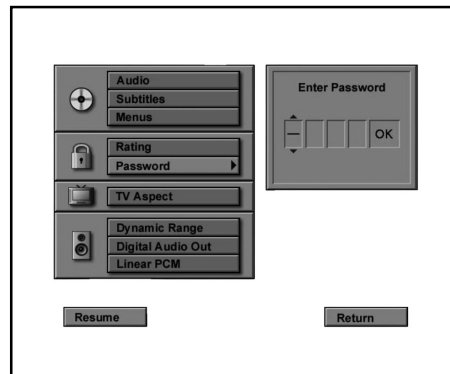 Audio
Subtitles
Menus
Rating
Password
TV Aspect
Dynamic Range
Digital Audio Out
Linear PCM
Enter Password
OK
Resume
Return